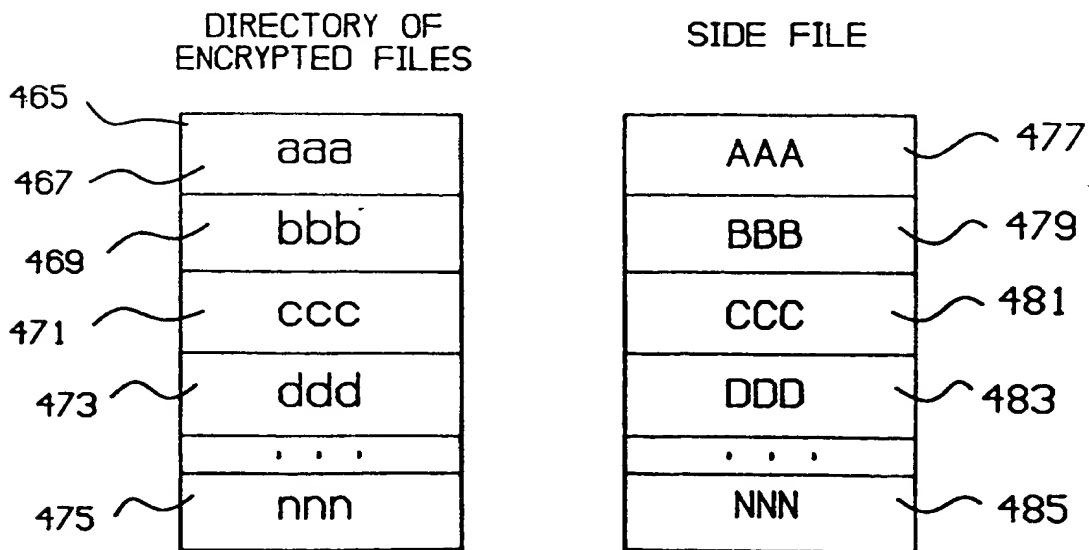 DIRECTORY OF
ENCRYPTED FILES
SIDE FILE
465
467
aaa
AAA
477
469
bbb
BBB
479
471
ccc
CCC
481
473
ddd
DDD
483
. . .
. . .
475
nnn
NNN
485